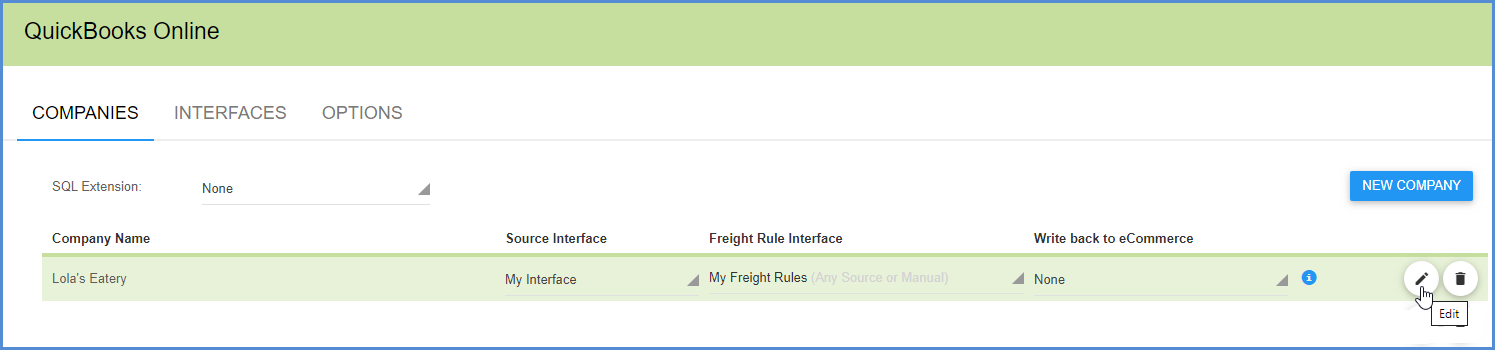 QuickBooks Online
COMPANIES INTERFACES OPTIONS
SQL Extension: None NEW COMPANY
Company Name Source Interface Freight Rule Interface Write back to eCommerce
Lola's Eatery My Interface My Freight Rules (Any Source or Manual) None
Edit